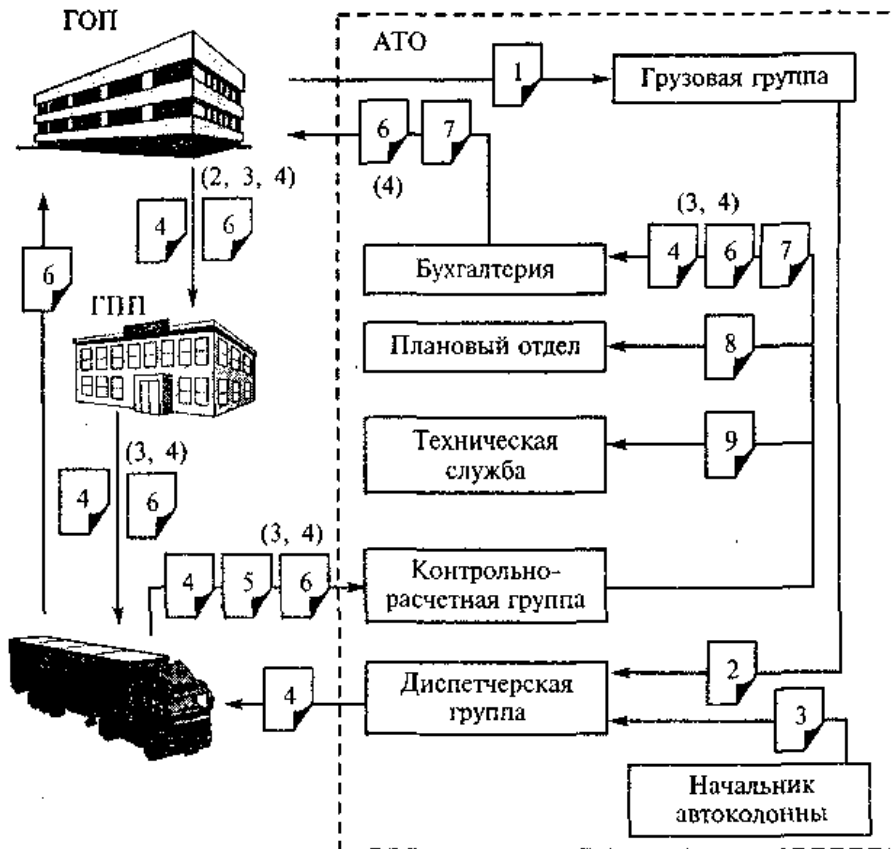 ГОП
АТО
1
Грузовая группа
6 7
(4)
(2, 3, 4)
4 6
6
(3, 4)
4 6 7
Бухгалтерия
ГПП
Плановый отдел
8
Техническая
служба
9
(3, 4)
4 6
(3, 4)
4 5 6
Контрольно-
расчетная группа
Диспетчерская
группа
2
4
3
Начальник
автоколонны